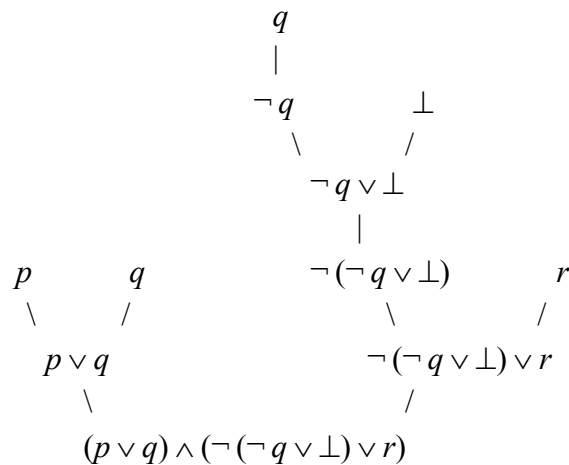 q
|
¬ q ⊥
\ /
¬ q ∨ ⊥
|
p q ¬ (¬ q ∨ ⊥) r
\ / \ /
p ∨ q ¬ (¬ q ∨ ⊥) ∨ r
\ /
(p ∨ q) ∧ (¬ (¬ q ∨ ⊥) ∨ r)